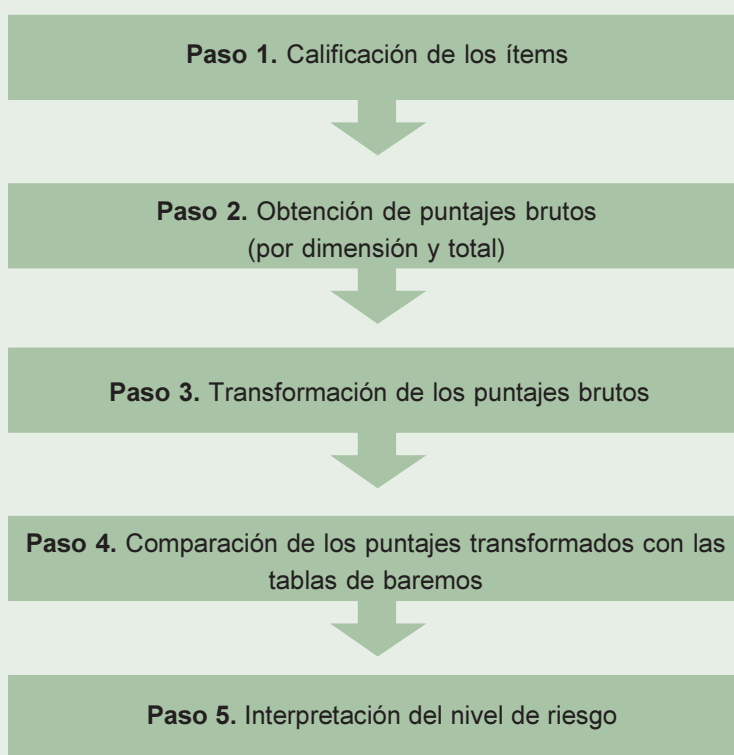 Paso 1. Calificación de los ítems
Paso 2. Obtención de puntajes brutos
(por dimensión y total)
Paso 3. Transformación de los puntajes brutos
Paso 4. Comparación de los puntajes transformados con las
tablas de baremos
Paso 5. Interpretación del nivel de riesgo